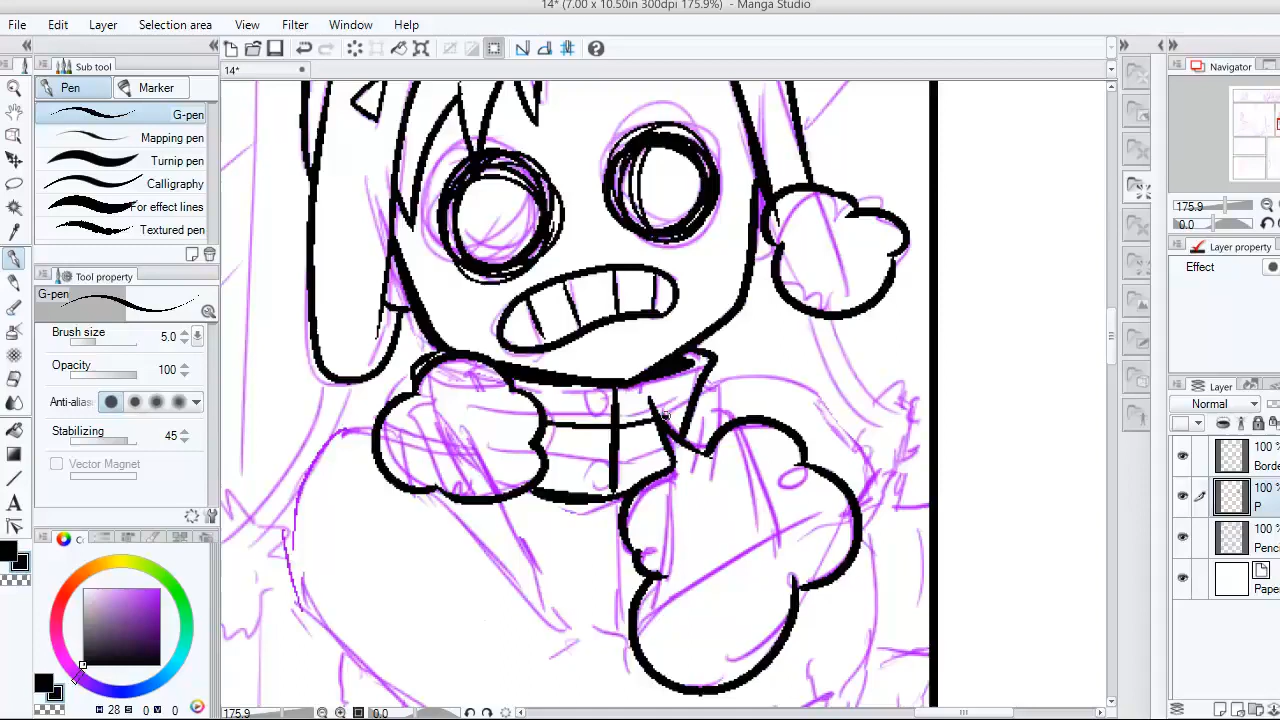 14* (7.00 x 10.50in 300dpi 175.9%) - Manga Studio
File Edit Layer Selection area View Filter Window Help
14*
Sub tool
Pen Marker
G-pen
Mapping pen
Turnip pen
Calligraphy
For effect lines
Textured pen
Tool property
G-pen
Brush size 5.0
Opacity 100
Anti-alias
Stabilizing 45
Vector Magnet
C
H 28 S 0 V 0
175.9 0.0
Navigator
175.9
0.0
Layer property
Effect
Layer
Normal
100 %
Borde
100 %
P
100 %
Penci
Pape